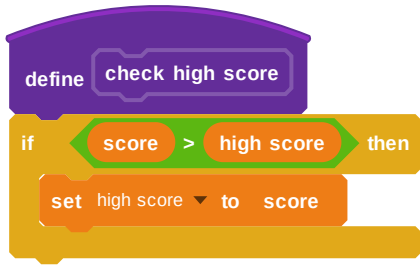 define check high score
if score > high score then
set high score to score